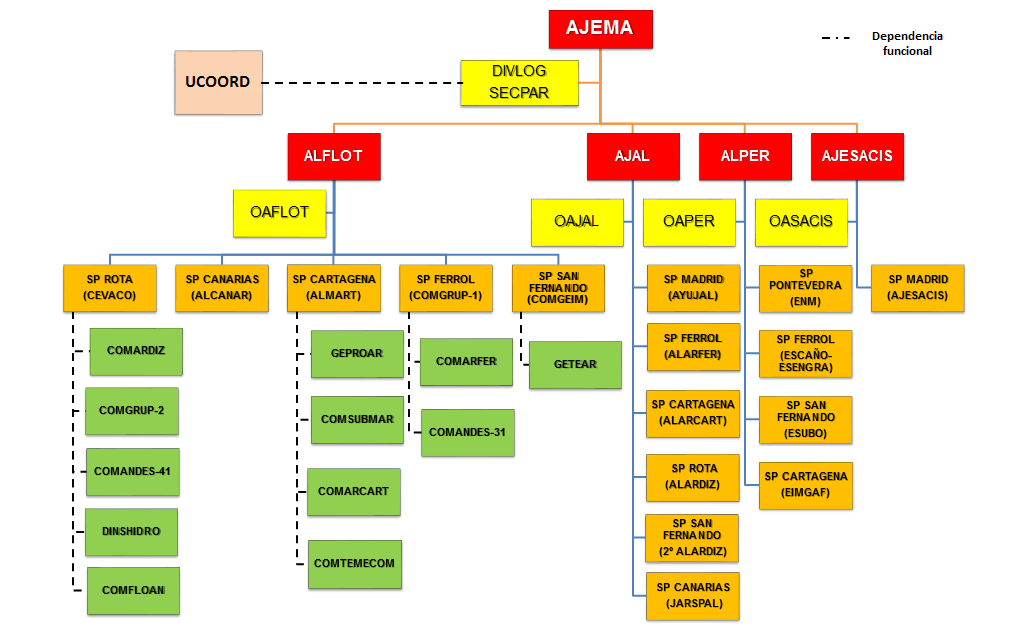 AJEMA
Dependencia
funcional
UCOORD
DIVLOG
SECPAR
ALFLOT
AJAL
ALPER
AJESACIS
OAFLOT
OAJAL
OAPER
OASACIS
SP ROTA
(CEVACO)
SP CANARIAS
(ALCANAR)
SP CARTAGENA
(ALMART)
SP FERROL
(COMGRUP-1)
SP SAN
FERNANDO
(COMGEIM)
COMARDIZ
COMGRUP-2
COMANDES-41
DINSHIDRO
COMFLOAN
GEPROAR
COMSUBMAR
COMARCART
COMTEMECOM
COMARFER
COMANDES-31
GETEAR
SP MADRID
(AYUJAL)
SP FERROL
(ALARFER)
SP CARTAGENA
(ALARCART)
SP ROTA
(ALARDIZ)
SP SAN
FERNANDO
(2º ALARDIZ)
SP CANARIAS
(JARSPAL)
SP
PONTEVEDRA
(ENM)
SP FERROL
(ESCAÑO-
ESENGRA)
SP SAN
FERNANDO
(ESUBO)
SP CARTAGENA
(EIMGAF)
SP MADRID
(AJESACIS)